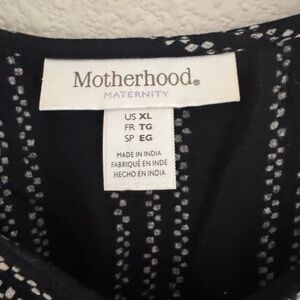 Motherhood®
MATERNITY
US XL
FR TG
SP EG
MADE IN INDIA
FABRIQUÉ EN INDE
HECHO EN INDIA